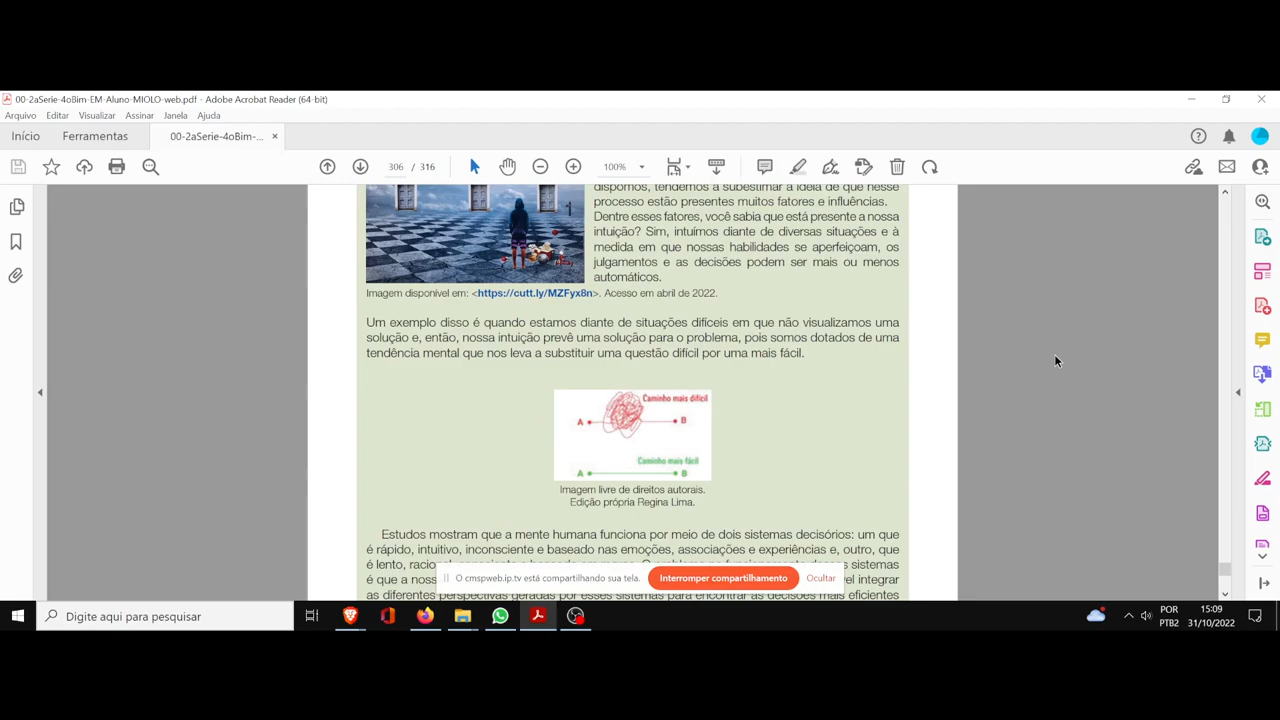 00-2aSerie-4oBim-EM-Aluno-MIOLO-web.pdf - Adobe Acrobat Reader (64-bit)
Arquivo Editar Visualizar Assinar Janela Ajuda
Início Ferramentas 00-2aSerie-4oBim-... ×
306 / 316 100%
dispomos, tendemos a subestimar a ideia de que nesse
processo estão presentes muitos fatores e influências.
Dentre esses fatores, você sabia que está presente a nossa
intuição? Sim, intuímos diante de diversas situações e à
medida em que nossas habilidades se aperfeiçoam, os
julgamentos e as decisões podem ser mais ou menos
automáticos.
Imagem disponível em: <https://cutt.ly/MZFyx8n>. Acesso em abril de 2022.
Um exemplo disso é quando estamos diante de situações difíceis em que não visualizamos uma
solução e, então, nossa intuição prevê uma solução para o problema, pois somos dotados de uma
tendência mental que nos leva a substituir uma questão difícil por uma mais fácil.
Caminho mais difícil
A B
Caminho mais fácil
A B
Imagem livre de direitos autorais.
Edição própria Regina Lima.
Estudos mostram que a mente humana funciona por meio de dois sistemas decisórios: um que
é rápido, intuitivo, inconsciente e baseado nas emoções, associações e experiências e, outro, que
é lento, sistemas
é que a nossa integrar
O cmspweb.ip.tv está compartilhando sua tela. Interromper compartilhamento Ocultar
as diferentes perspectivas geradas por esses sistemas para encontrar as decisões mais eficientes
Digite aqui para pesquisar
POR 15:09
PTB2 31/10/2022